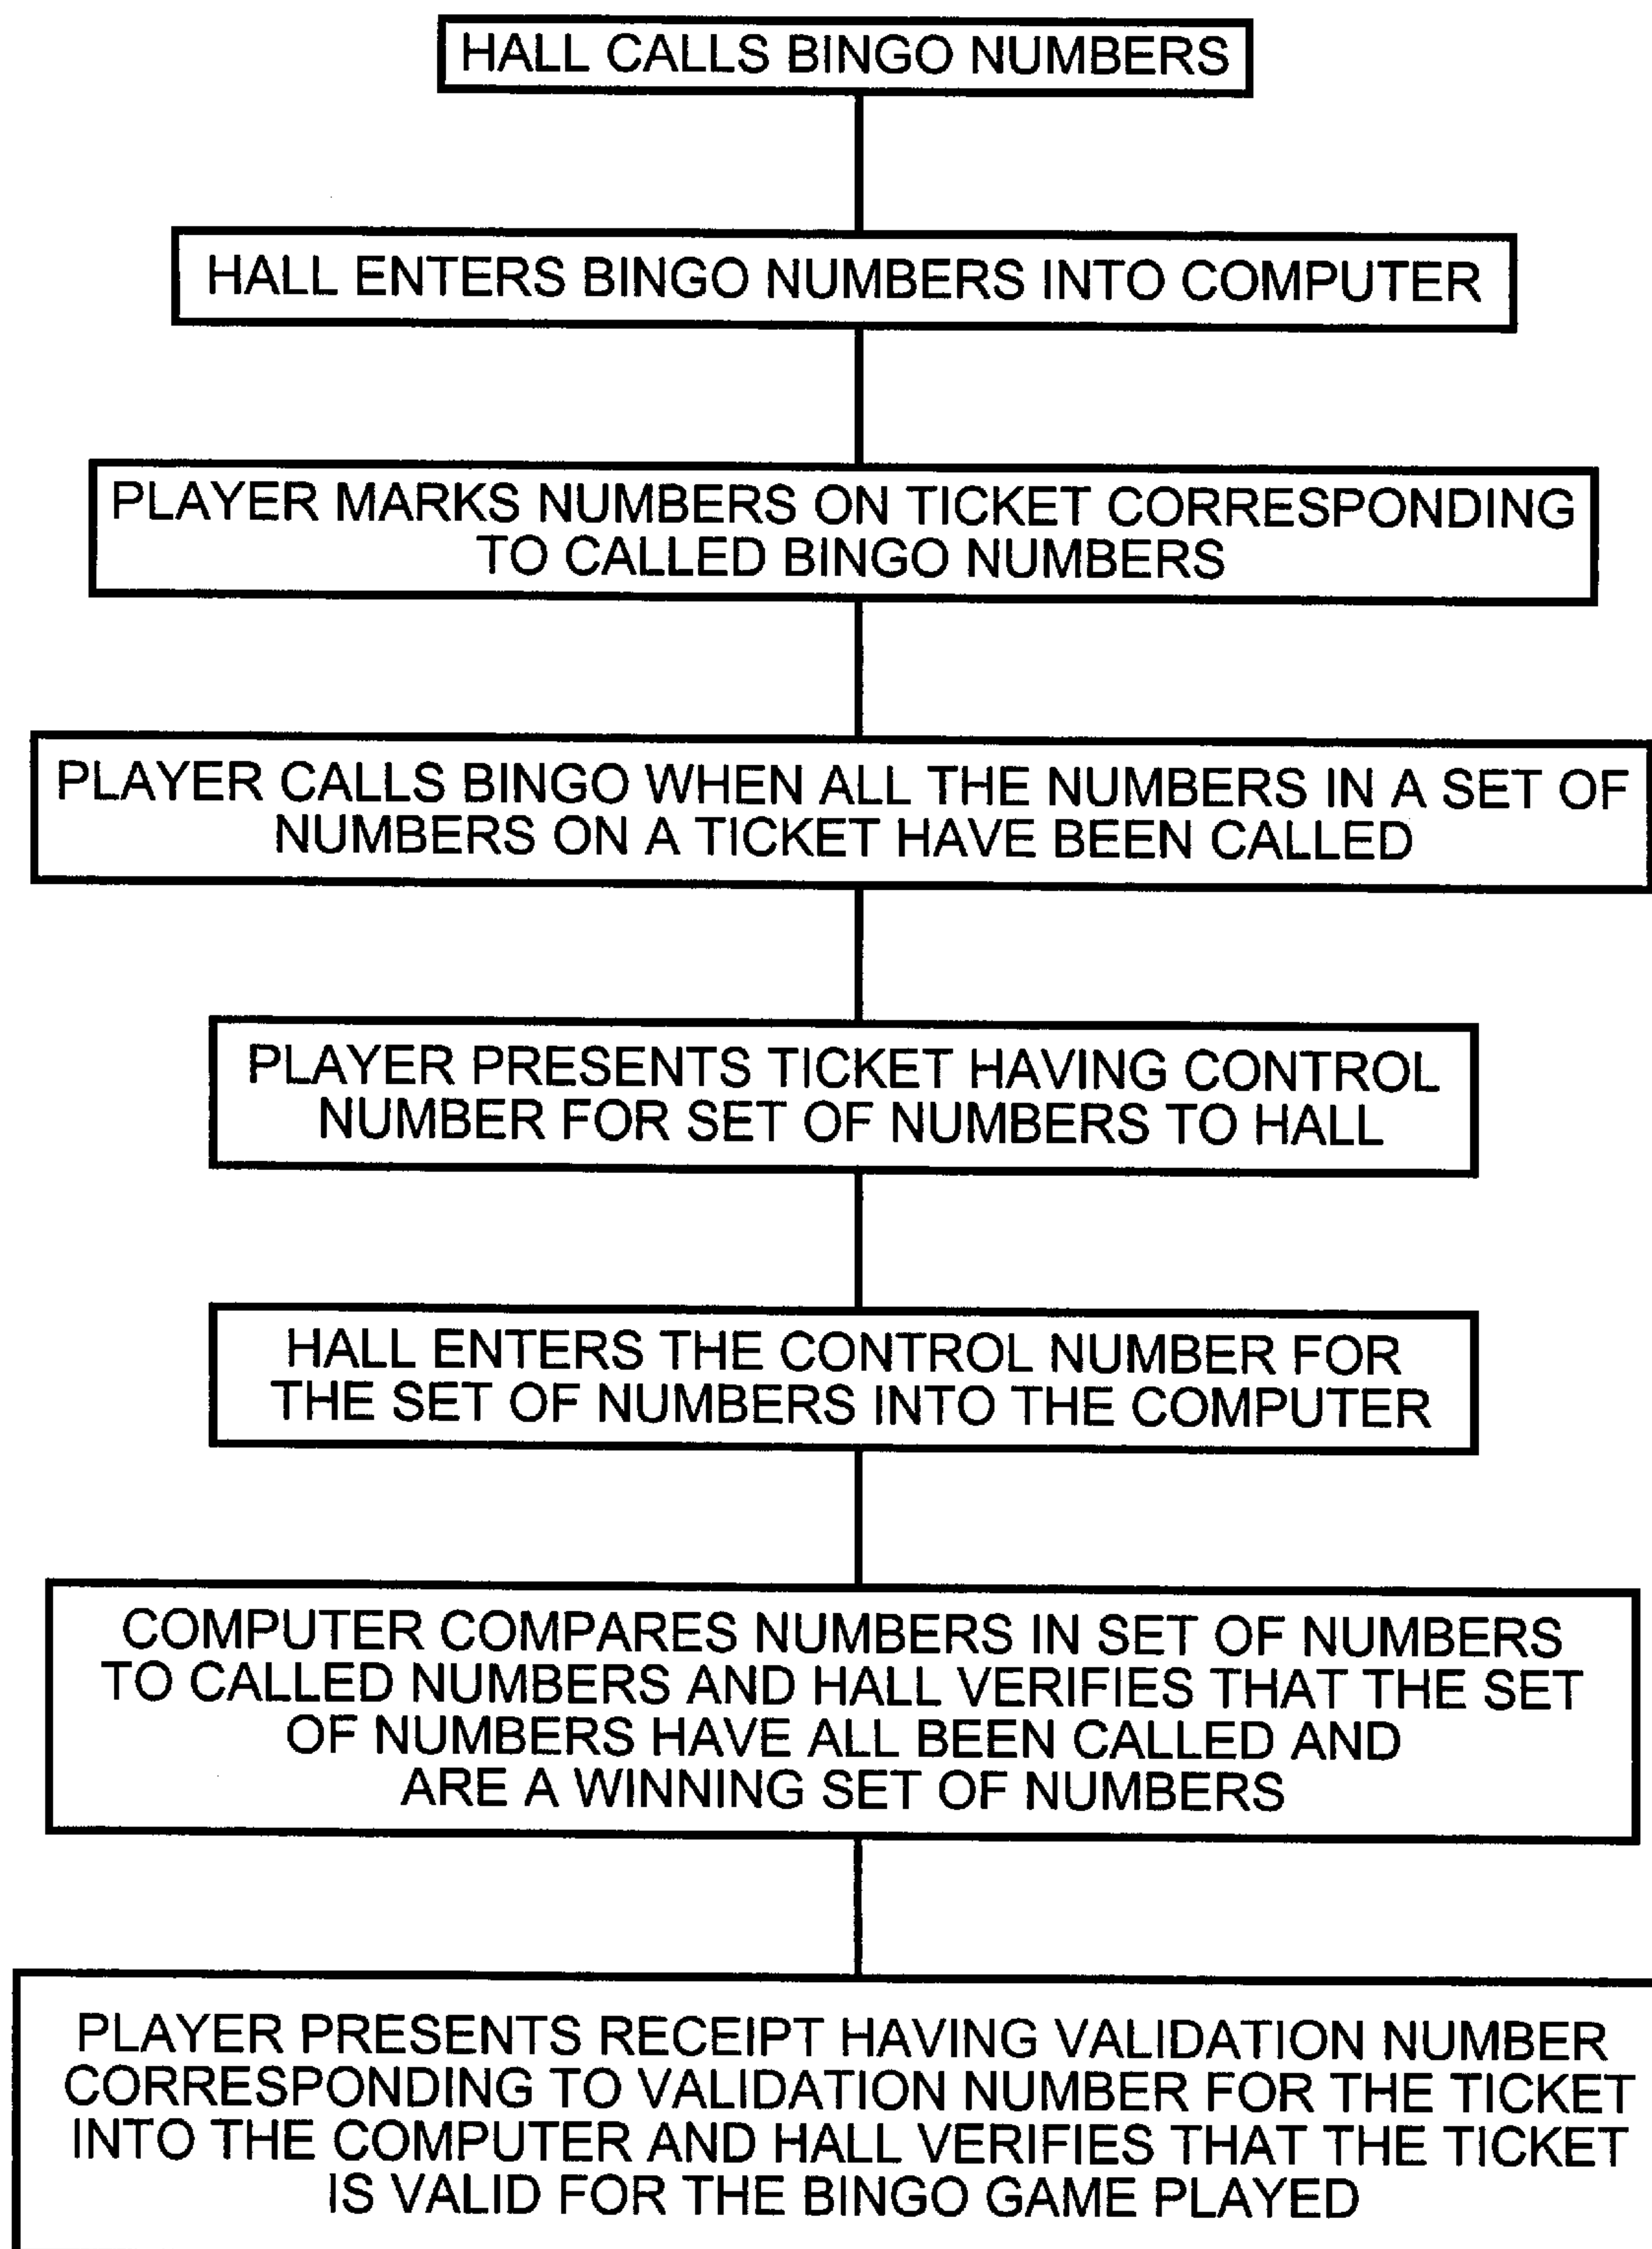 HALL CALLS BINGO NUMBERS
HALL ENTERS BINGO NUMBERS INTO COMPUTER
PLAYER MARKS NUMBERS ON TICKET CORRESPONDING
TO CALLED BINGO NUMBERS
PLAYER CALLS BINGO WHEN ALL THE NUMBERS IN A SET OF
NUMBERS ON A TICKET HAVE BEEN CALLED
PLAYER PRESENTS TICKET HAVING CONTROL
NUMBER FOR SET OF NUMBERS TO HALL
HALL ENTERS THE CONTROL NUMBER FOR
THE SET OF NUMBERS INTO THE COMPUTER
COMPUTER COMPARES NUMBERS IN SET OF NUMBERS
TO CALLED NUMBERS AND HALL VERIFIES THAT THE SET
OF NUMBERS HAVE ALL BEEN CALLED AND
ARE A WINNING SET OF NUMBERS
PLAYER PRESENTS RECEIPT HAVING VALIDATION NUMBER
CORRESPONDING TO VALIDATION NUMBER FOR THE TICKET
INTO THE COMPUTER AND HALL VERIFIES THAT THE TICKET
IS VALID FOR THE BINGO GAME PLAYED